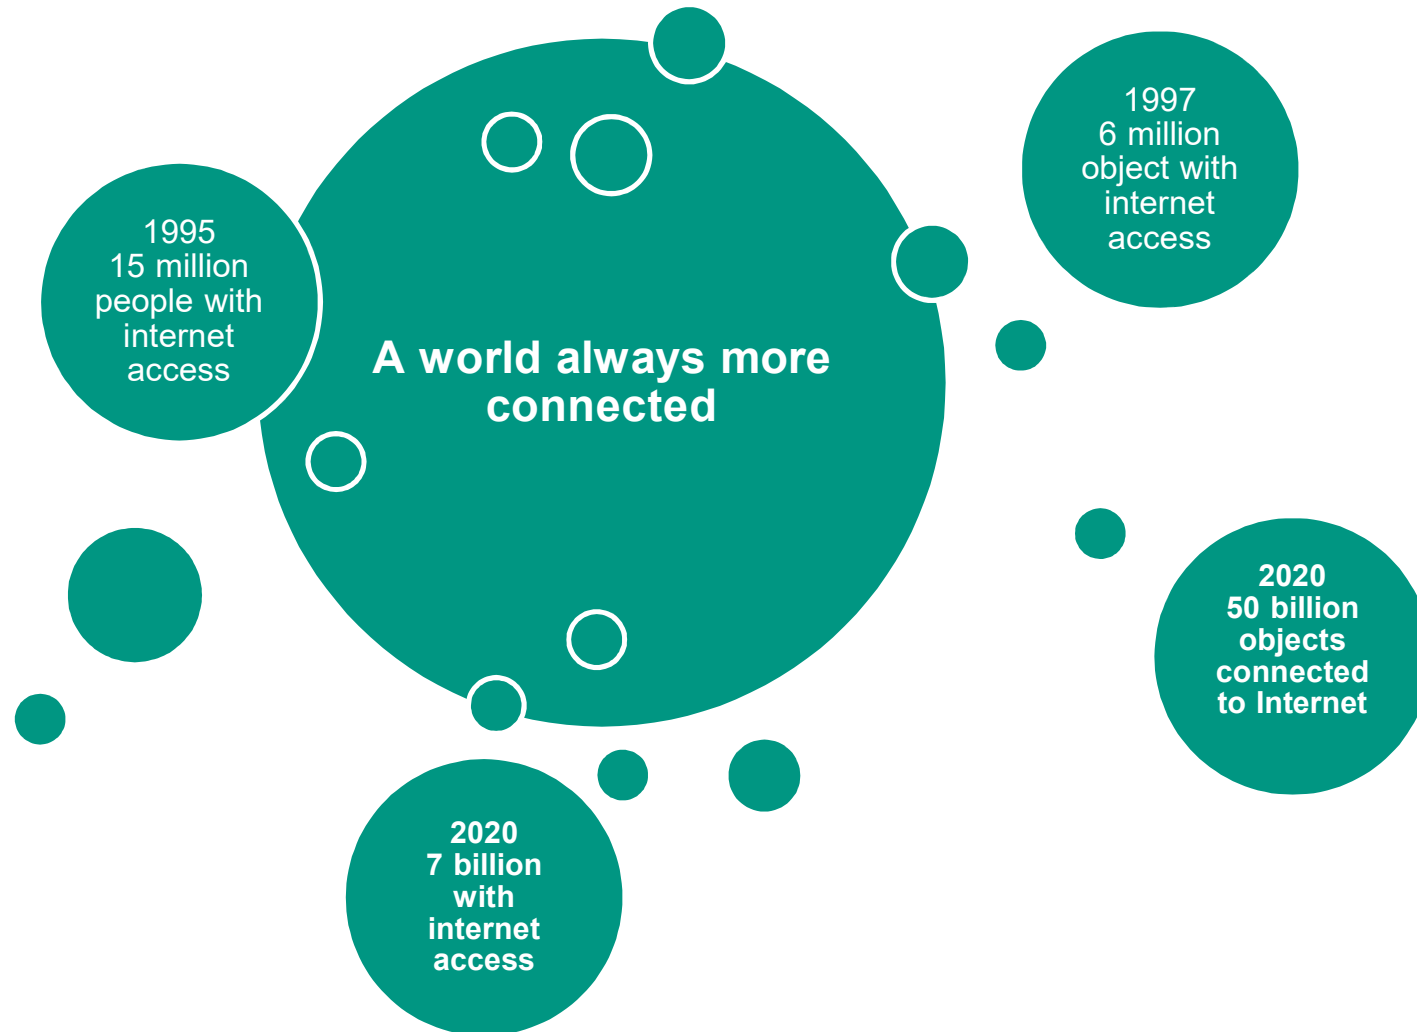 1995
15 million
people with
internet
access
A world always more
connected
1997
6 million
object with
internet
access
2020
50 billion
objects
connected
to Internet
2020
7 billion
with
internet
access